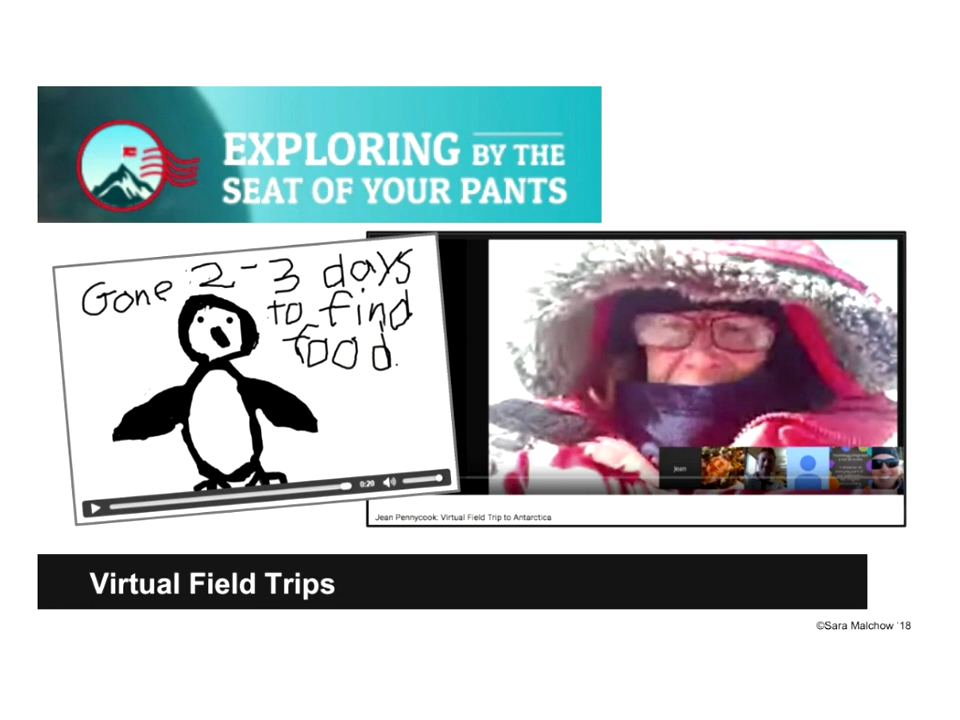 EXPLORING BY THE
SEAT OF YOUR PANTS
Gone 2-3 days
to find
food.
0:20
Jean
Jean Pennycook: Virtual Field Trip to Antarctica
Virtual Field Trips
©Sara Malchow '18